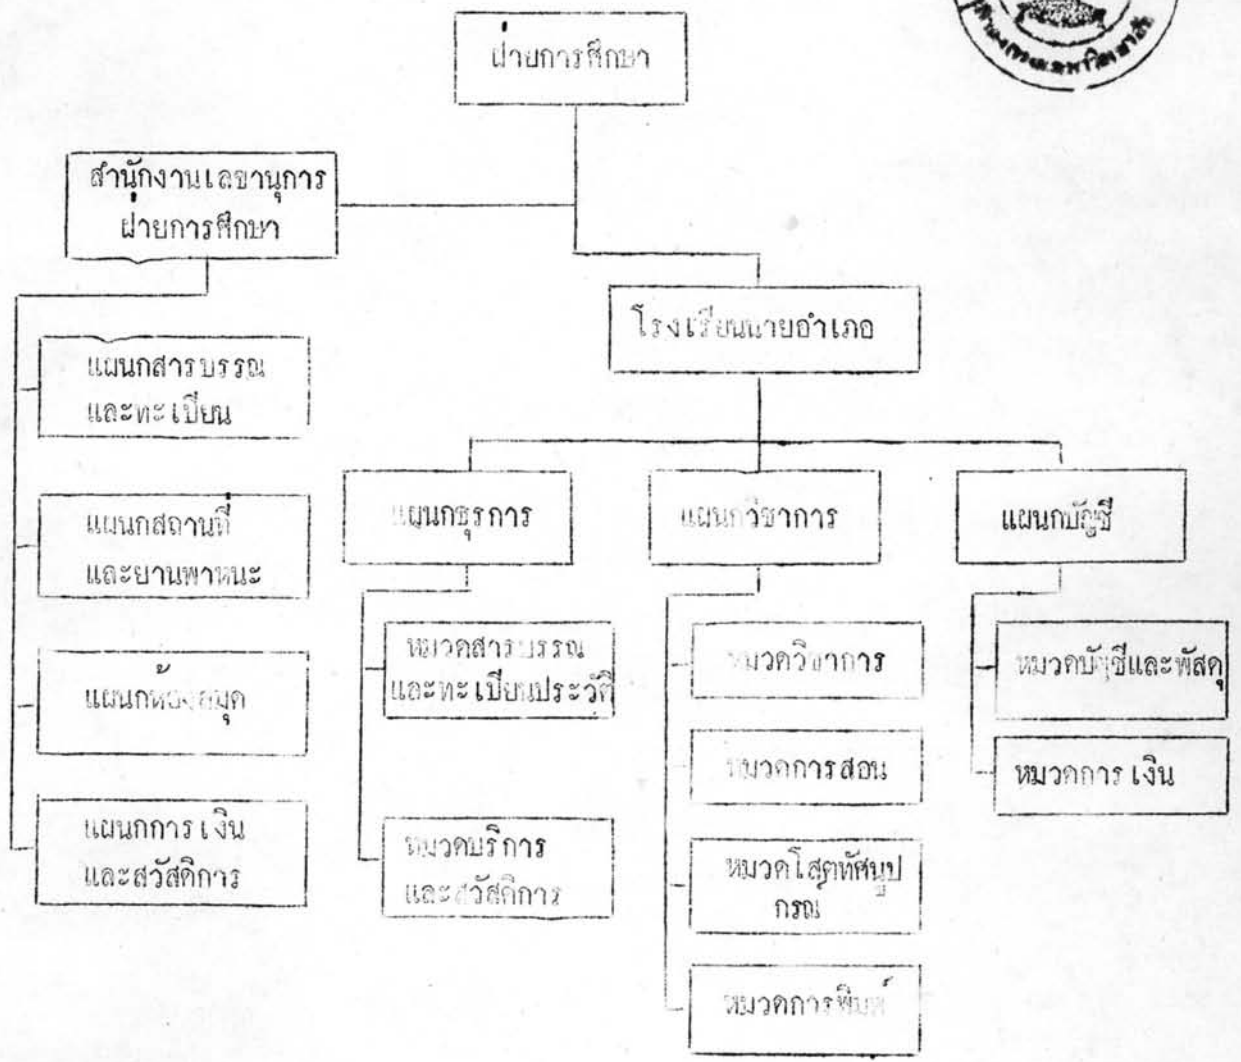 ฝ่ายการศึกษา
สำนักงานเลขานุการ
ฝ่ายการศึกษา
โรงเรียนนายอำเภอ
แผนกสารบรรณ
และทะเบียน
แผนกสถานที่
และยานพาหนะ
แผนกห้องสมุด
แผนกการเงิน
และสวัสดิการ
แผนกธุรการ
หมวดสารบรรณ
และทะเบียนประวัติ
หมวดบริการ
และสวัสดิการ
แผนกวิชาการ
หมวดวิชาการ
หมวดการสอน
หมวดโสตทัศนูป
กรณ์
หมวดการพิมพ์
แผนกบัญชี
หมวดบัญชีและพัสดุ
หมวดการเงิน